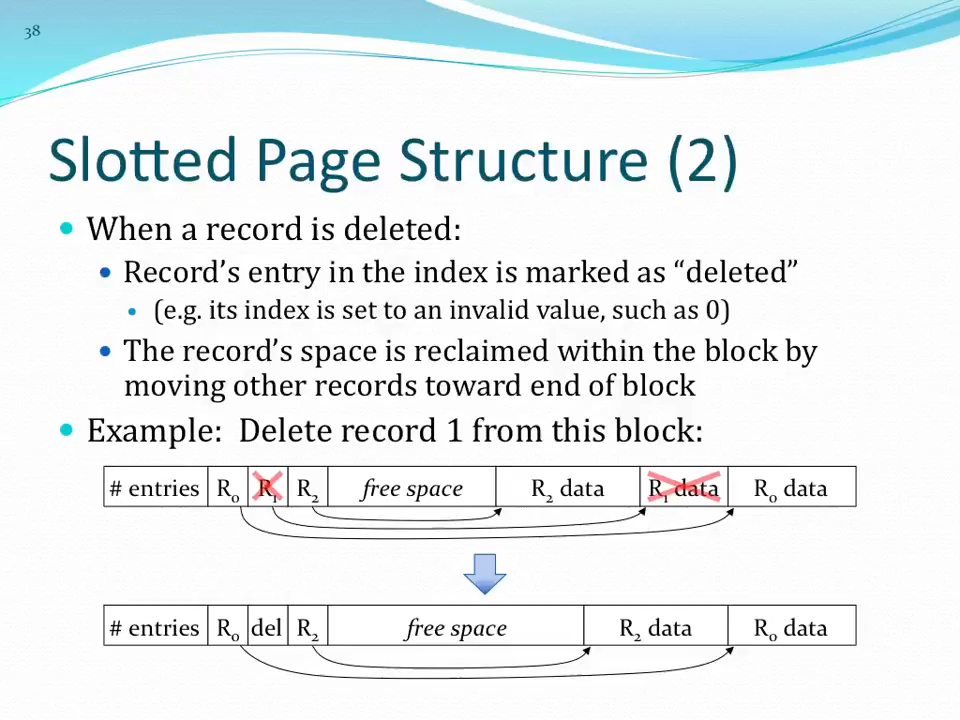 38
Slotted Page Structure (2)
• When a record is deleted:
• Record’s entry in the index is marked as “deleted”
• (e.g. its index is set to an invalid value, such as 0)
• The record’s space is reclaimed within the block by
moving other records toward end of block
• Example: Delete record 1 from this block:
# entries R₀ R₁ R₂ free space R₂ data R₁ data R₀ data
# entries R₀ del R₂ free space R₂ data R₀ data